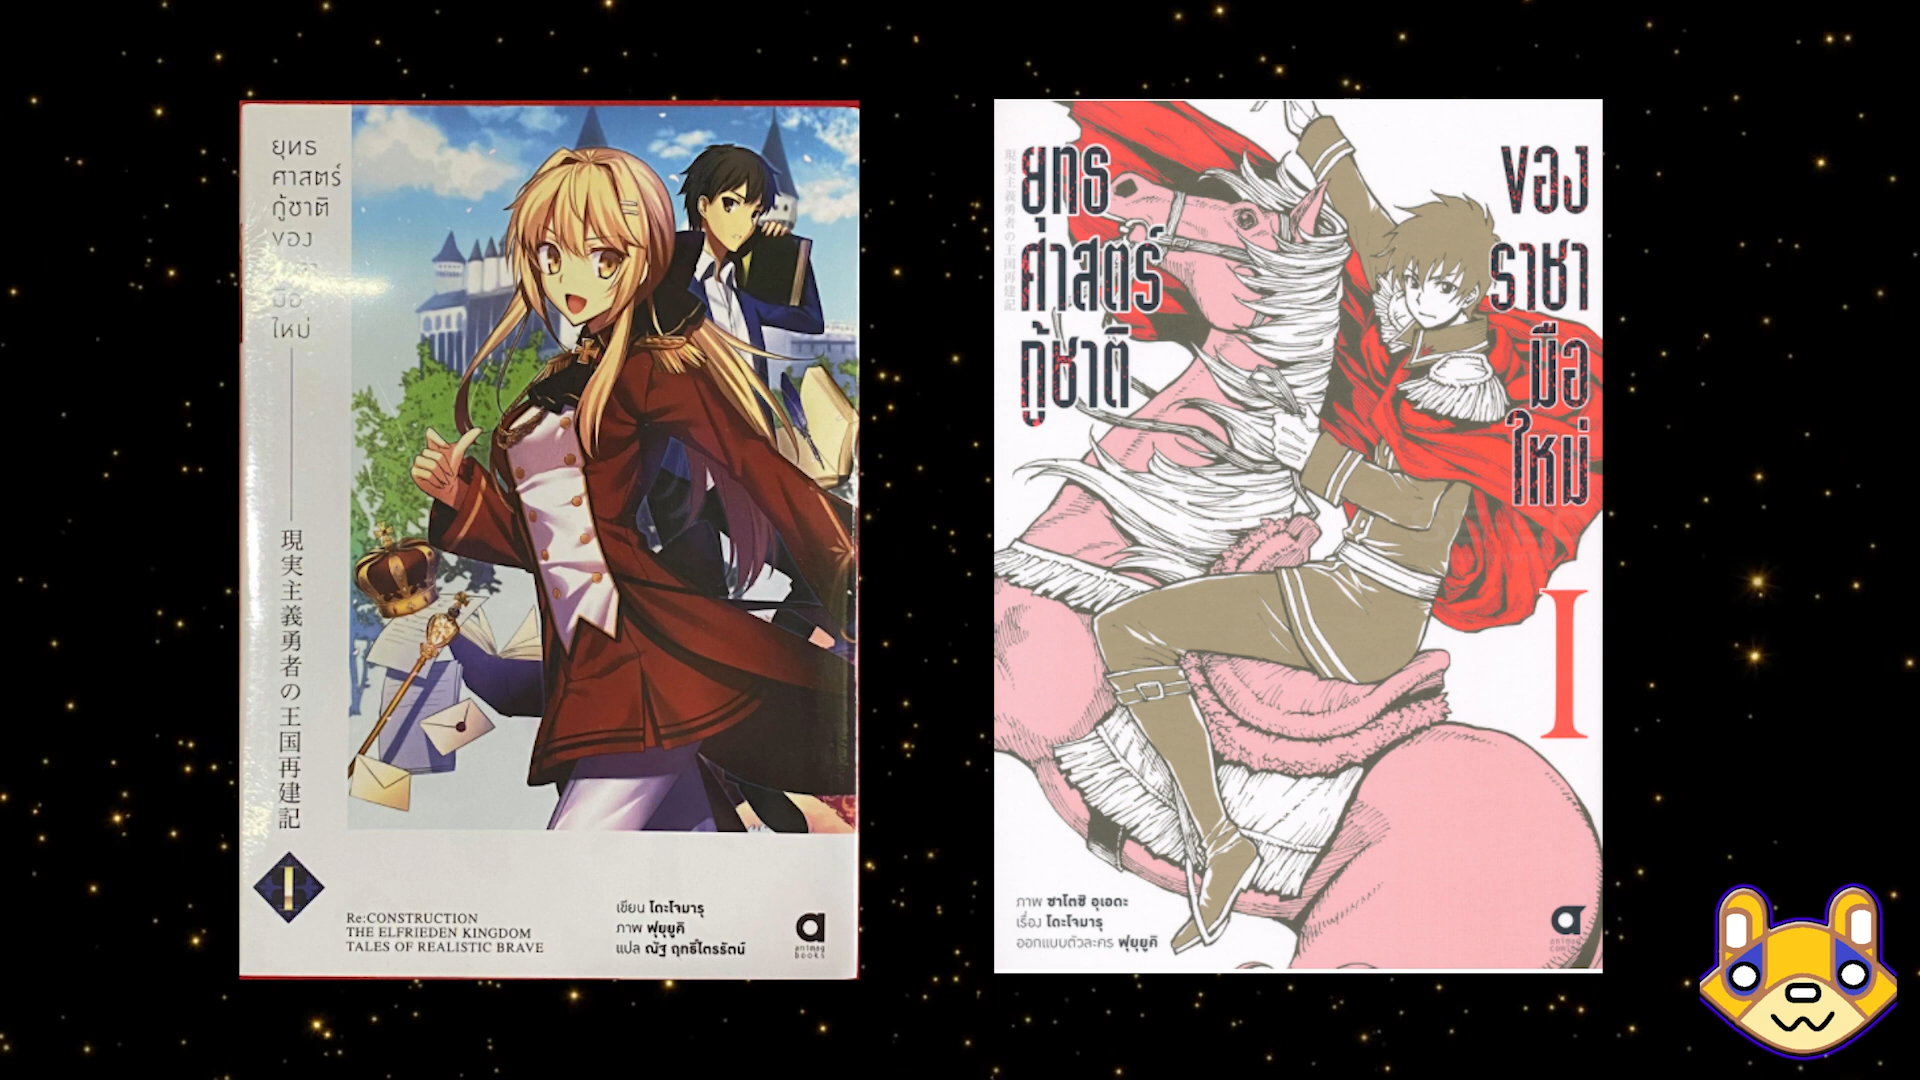 ยุทธ
ศาสตร์
กู้ชาติ
ของ
มือ
ใหม่
現実主義勇者の王国再建記
I
Re:CONSTRUCTION
THE ELFRIEDEN KINGDOM
TALES OF REALISTIC BRAVE
เขียน โดะโจมารุ
ภาพ ฟุยุยูคิ
แปล ณัฐ ฤทธิ์ไตรรัตน์
a
animag
books
現実主義勇者の王国再建記
ยุทธ
ศาสตร์
กู้ชาติ
ของ
ราชา
มือ
ใหม่
I
ภาพ ซาโตชิ อุเอดะ
เรื่อง โดะโจมารุ
ออกแบบตัวละคร ฟุยุยูคิ
a